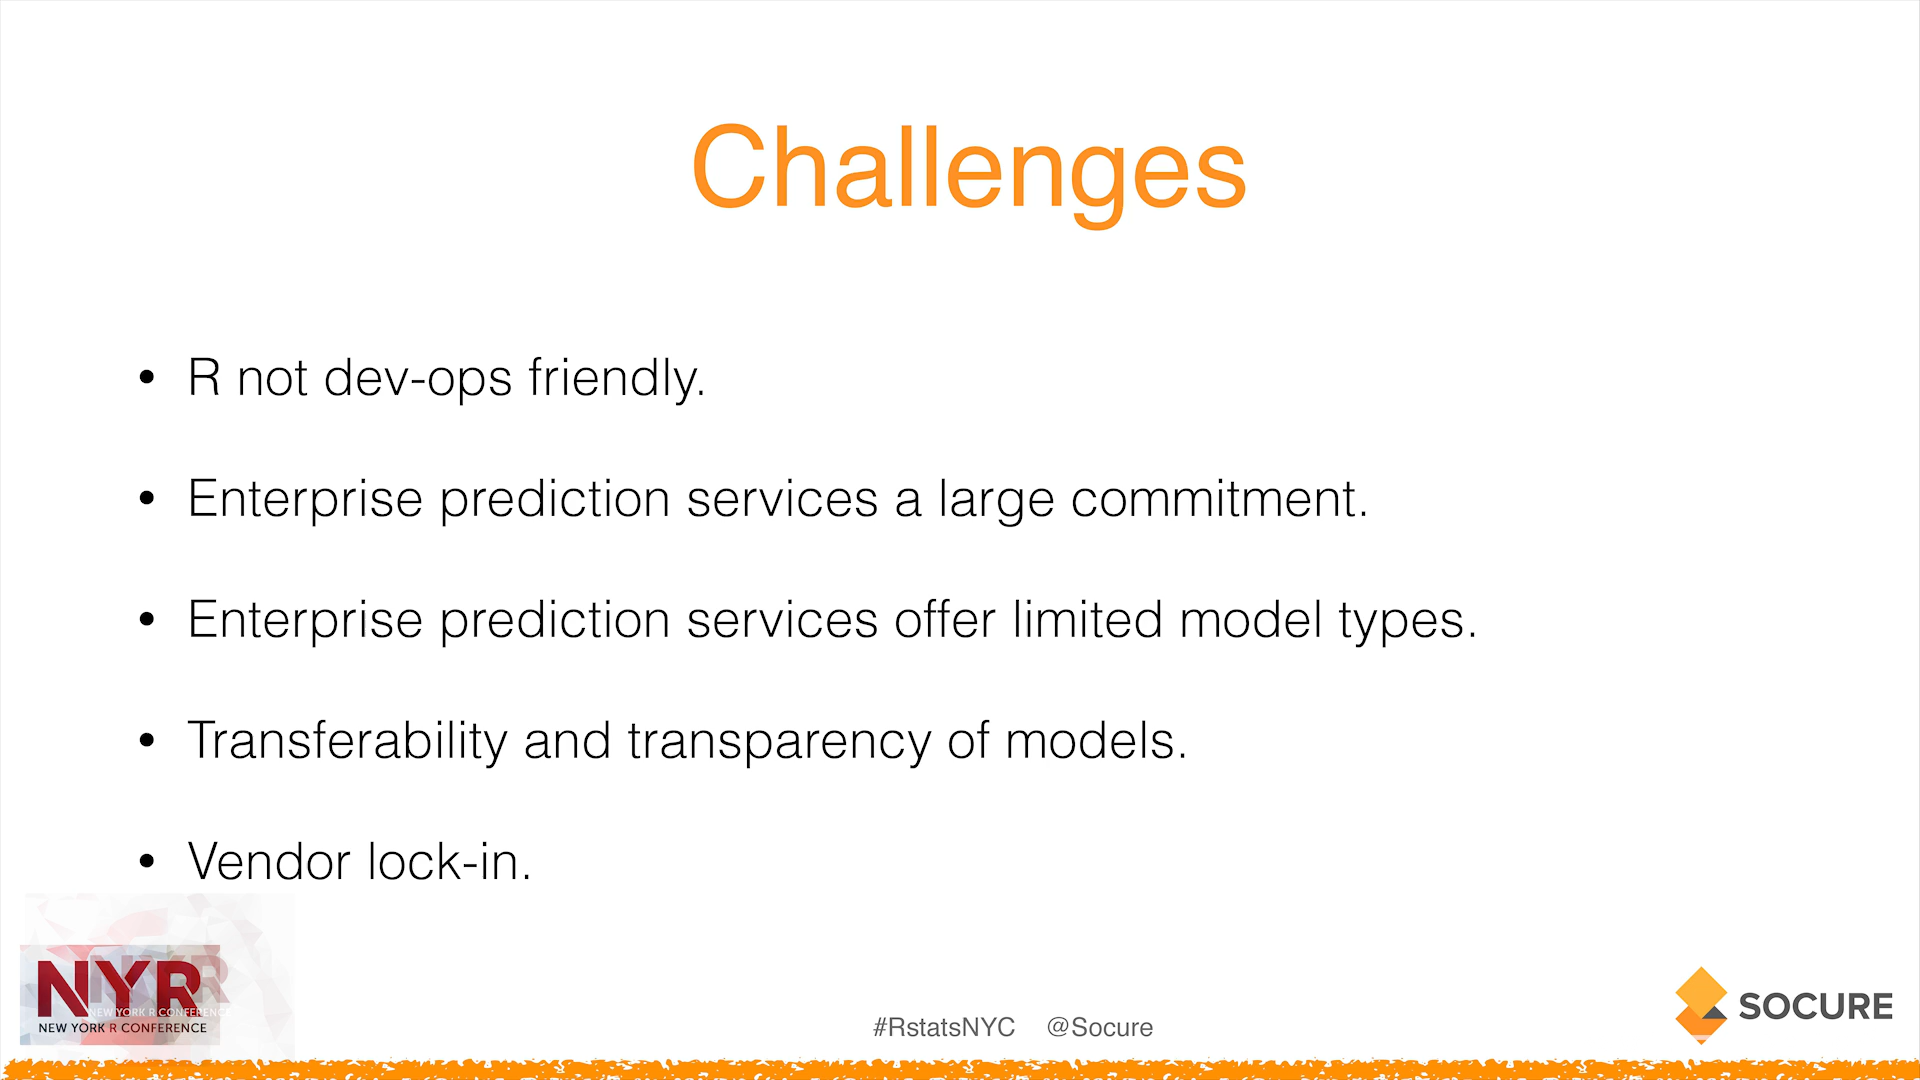 Challenges
• R not dev-ops friendly.
• Enterprise prediction services a large commitment.
• Enterprise prediction services offer limited model types.
• Transferability and transparency of models.
• Vendor lock-in.
NYR
NEW YORK R CONFERENCE
#RstatsNYC @Socure
SOCURE